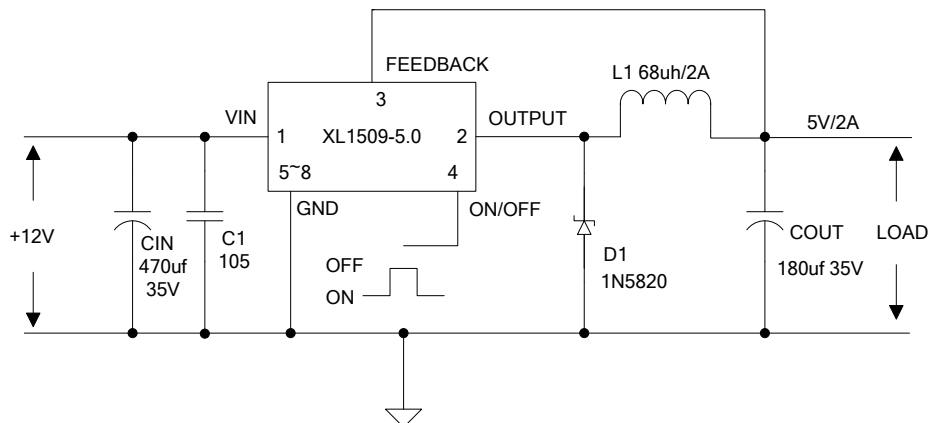 FEEDBACK
3
L1 68uh/2A
VIN
1
XL1509-5.0
2
OUTPUT
5V/2A
5~8
4
GND
ON/OFF
+12V
CIN
470uf
35V
C1
105
OFF
ON
D1
1N5820
COUT
180uf 35V
LOAD